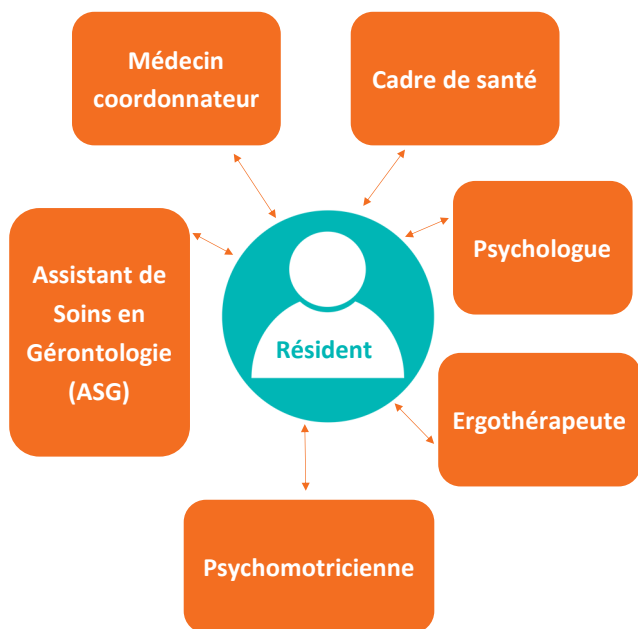 Médecin
coordonnateur
Cadre de santé
Psychologue
Assistant de
Soins en
Gérontologie
(ASG)
Résident
Ergothérapeute
Psychomotricienne